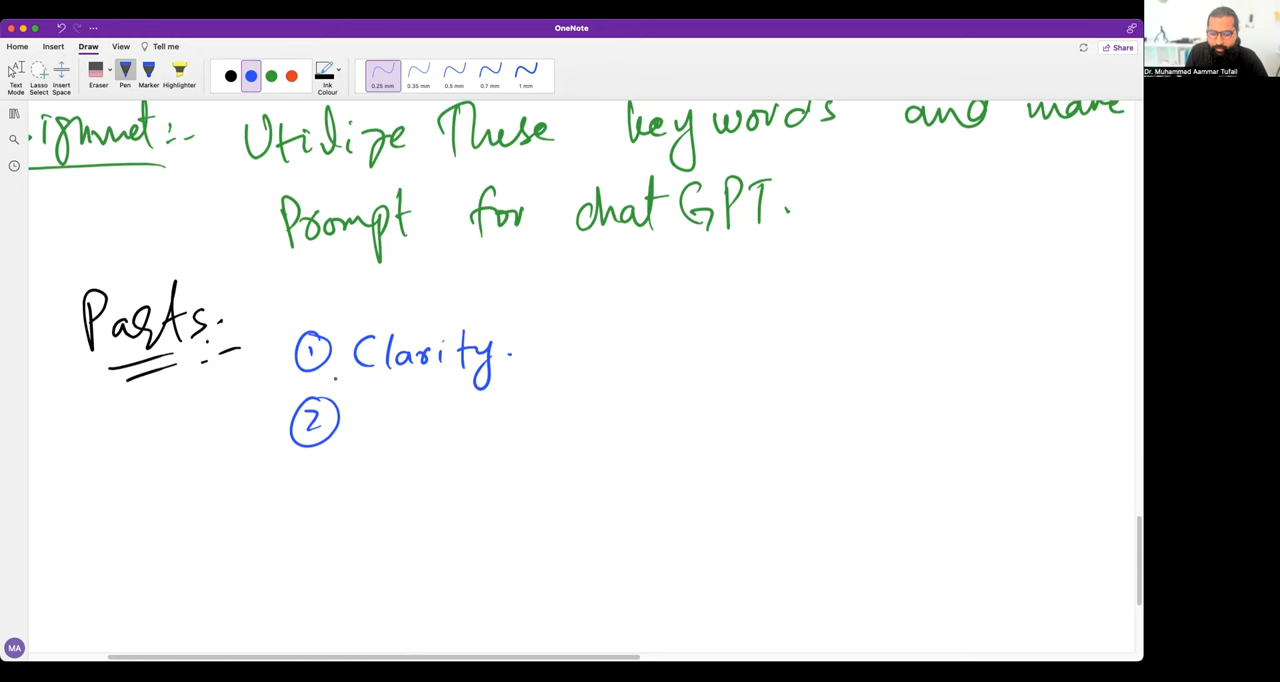 OneNote
Home Insert Draw View Tell me
Share
Text Mode Lasso Select Insert Space Eraser Pen Marker Highlighter Ink Colour 0.25 mm 0.35 mm 0.5 mm 0.7 mm 1 mm
Dr. Muhammad Aammar Tufail
ignmet:- Utilize These keywords and make
Prompt for chatGPT.
Parts:-
① Clarity.
②
MA